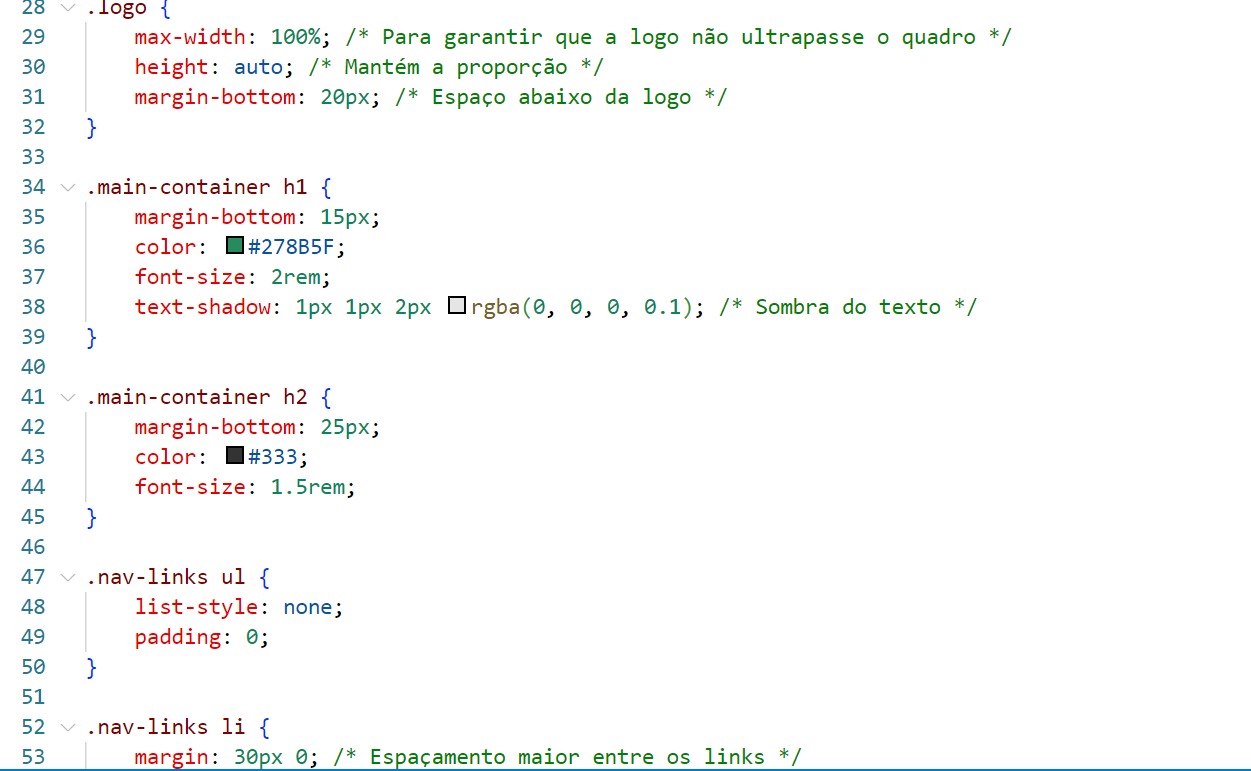 28 .logo {
29 max-width: 100%; /* Para garantir que a logo não ultrapasse o quadro */
30 height: auto; /* Mantém a proporção */
31 margin-bottom: 20px; /* Espaço abaixo da logo */
32 }
33
34 .main-container h1 {
35 margin-bottom: 15px;
36 color: #278B5F;
37 font-size: 2rem;
38 text-shadow: 1px 1px 2px rgba(0, 0, 0, 0.1); /* Sombra do texto */
39 }
40
41 .main-container h2 {
42 margin-bottom: 25px;
43 color: #333;
44 font-size: 1.5rem;
45 }
46
47 .nav-links ul {
48 list-style: none;
49 padding: 0;
50 }
51
52 .nav-links li {
53 margin: 30px 0; /* Espaçamento maior entre os links */